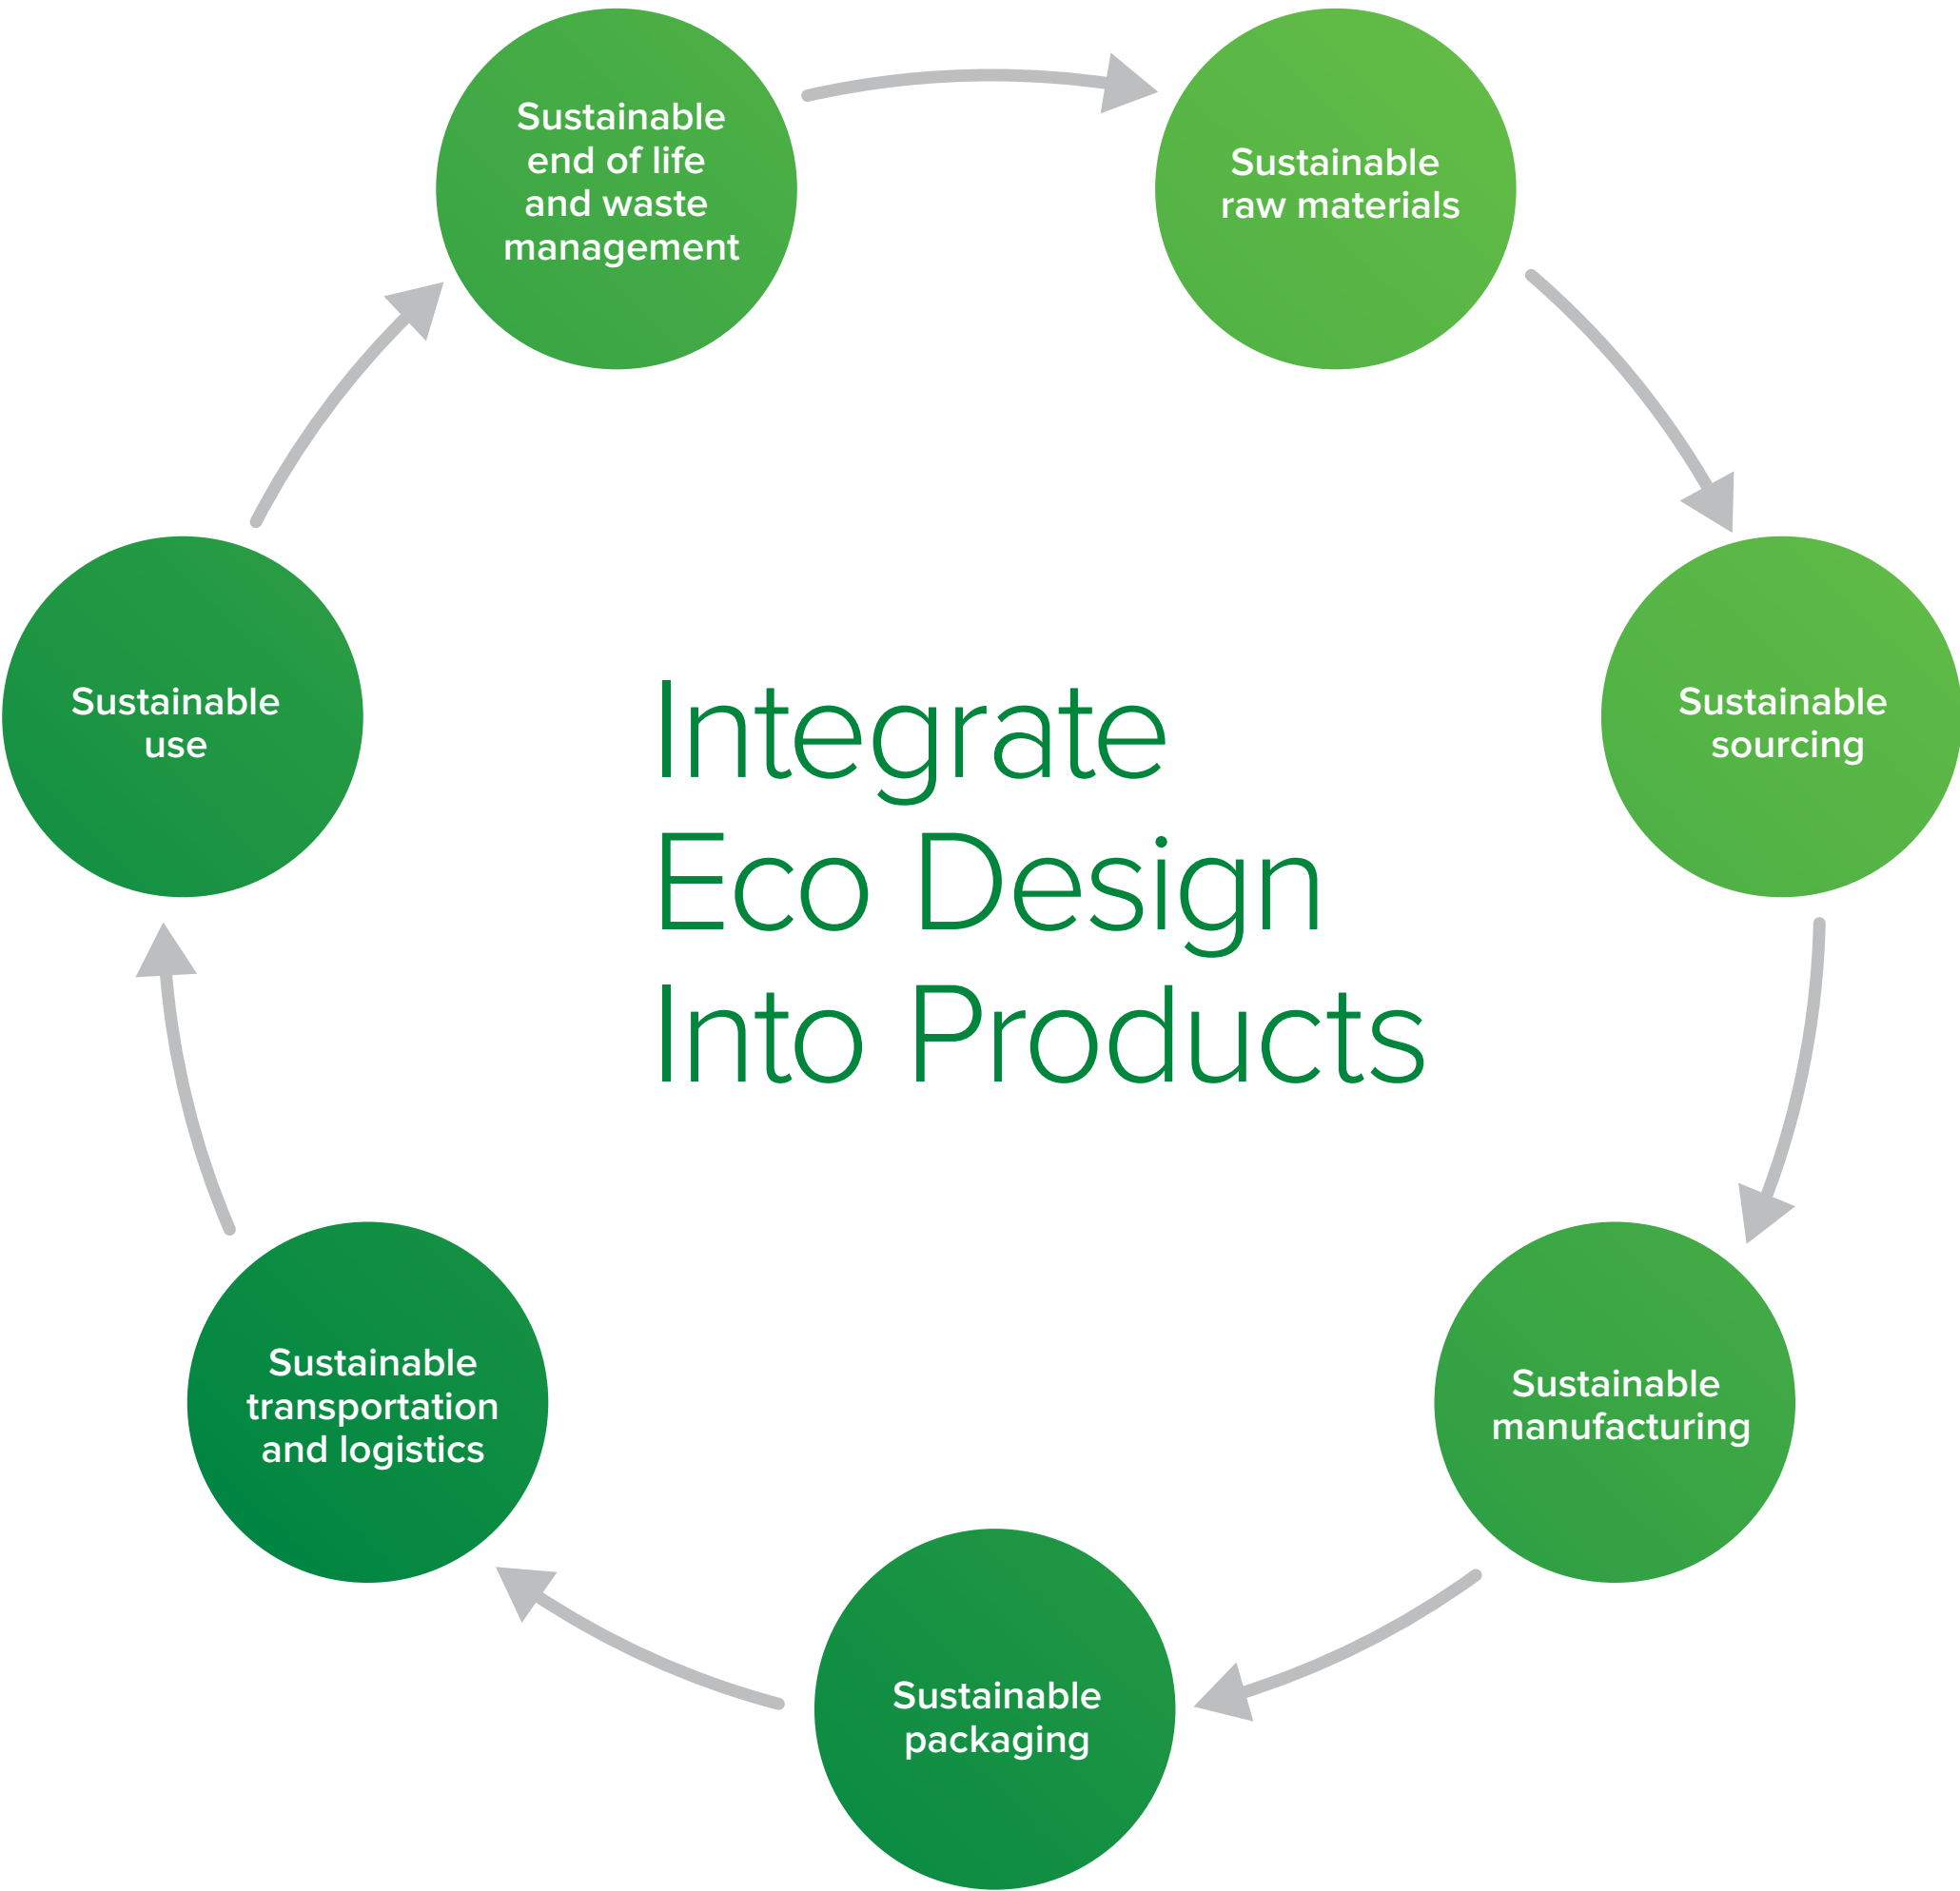 Sustainable
end of life
and waste
management
Sustainable
raw materials
Sustainable
sourcing
Sustainable
manufacturing
Sustainable
packaging
Sustainable
transportation
and logistics
Sustainable
use
Integrate
Eco Design
Into Products